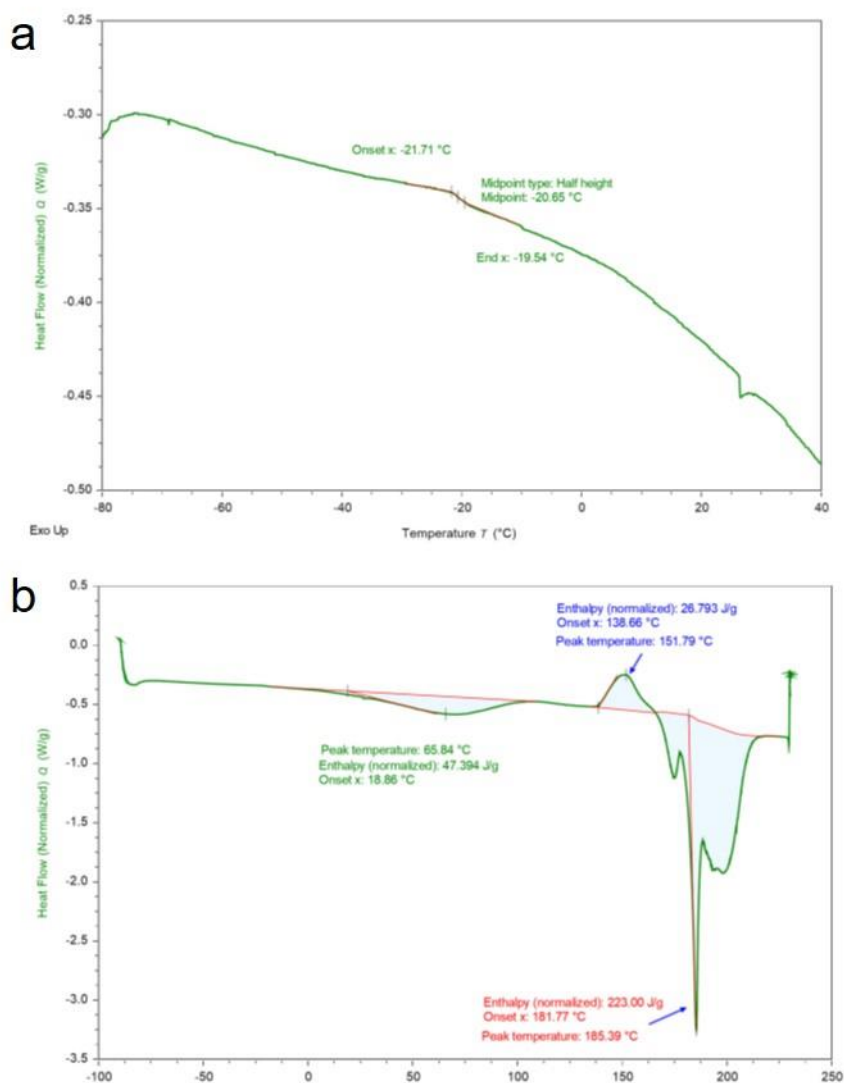 a
-0.25
-0.30
-0.35
-0.40
-0.45
-0.50
Heat Flow (Normalized) Q (W/g)
Onset x: -21.71 °C
Midpoint type: Half height
Midpoint: -20.65 °C
End x: -19.54 °C
-80 -60 -40 -20 0 20 40
Exo Up
Temperature T (°C)
b
0.5
0.0
-0.5
-1.0
-1.5
-2.0
-2.5
-3.0
-3.5
Heat Flow (Normalized) Q (W/g)
Enthalpy (normalized): 26.793 J/g
Onset x: 138.66 °C
Peak temperature: 151.79 °C
Peak temperature: 65.84 °C
Enthalpy (normalized): 47.394 J/g
Onset x: 18.86 °C
Enthalpy (normalized): 223.00 J/g
Onset x: 181.77 °C
Peak temperature: 185.39 °C
-100 -50 0 50 100 150 200 250